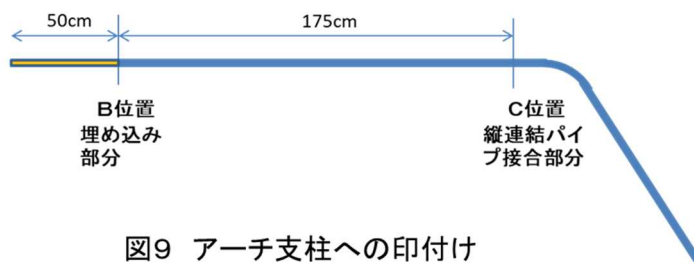 50cm
175cm
B位置
埋め込み
部分
C位置
縦連結パイ
プ接合部分
図9 アーチ支柱への印付け